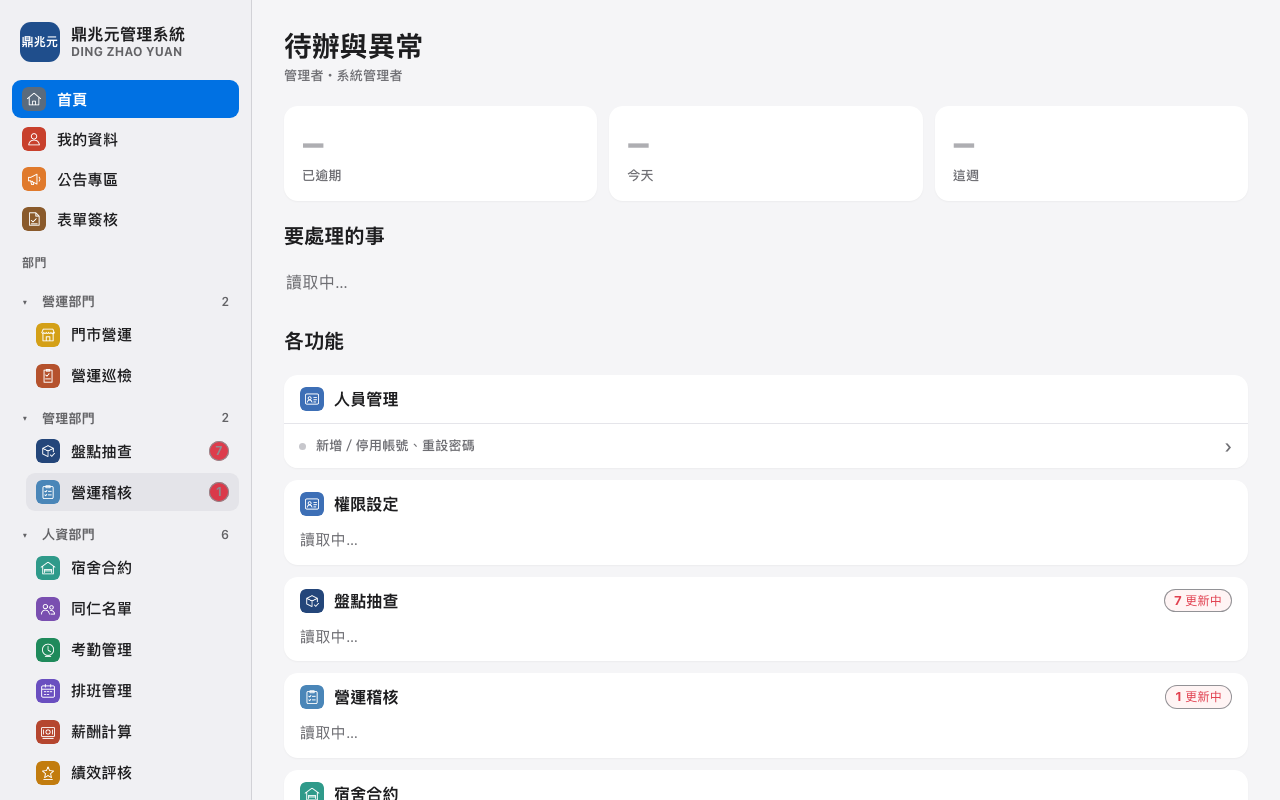 鼎兆元
鼎兆元管理系統
DING ZHAO YUAN
首頁
我的資料
公告專區
表單簽核
部門
營運部門 2
門市營運
營運巡檢
管理部門 2
盤點抽查 7
營運稽核 1
人資部門 6
宿舍合約
同仁名單
考勤管理
排班管理
薪酬計算
績效評核
待辦與異常
管理者・系統管理者
—
已逾期
—
今天
—
這週
要處理的事
讀取中…
各功能
人員管理
新增 / 停用帳號、重設密碼
權限設定
讀取中…
盤點抽查 7 更新中
讀取中…
營運稽核 1 更新中
讀取中…
宿舍合約